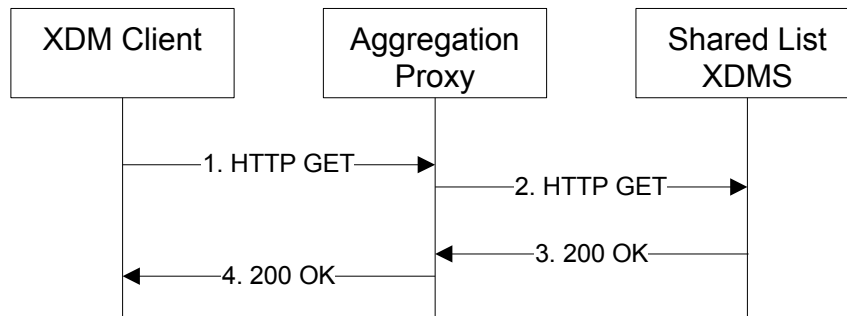 XDM Client
Aggregation
Proxy
Shared List
XDMS
1. HTTP GET
2. HTTP GET
3. 200 OK
4. 200 OK